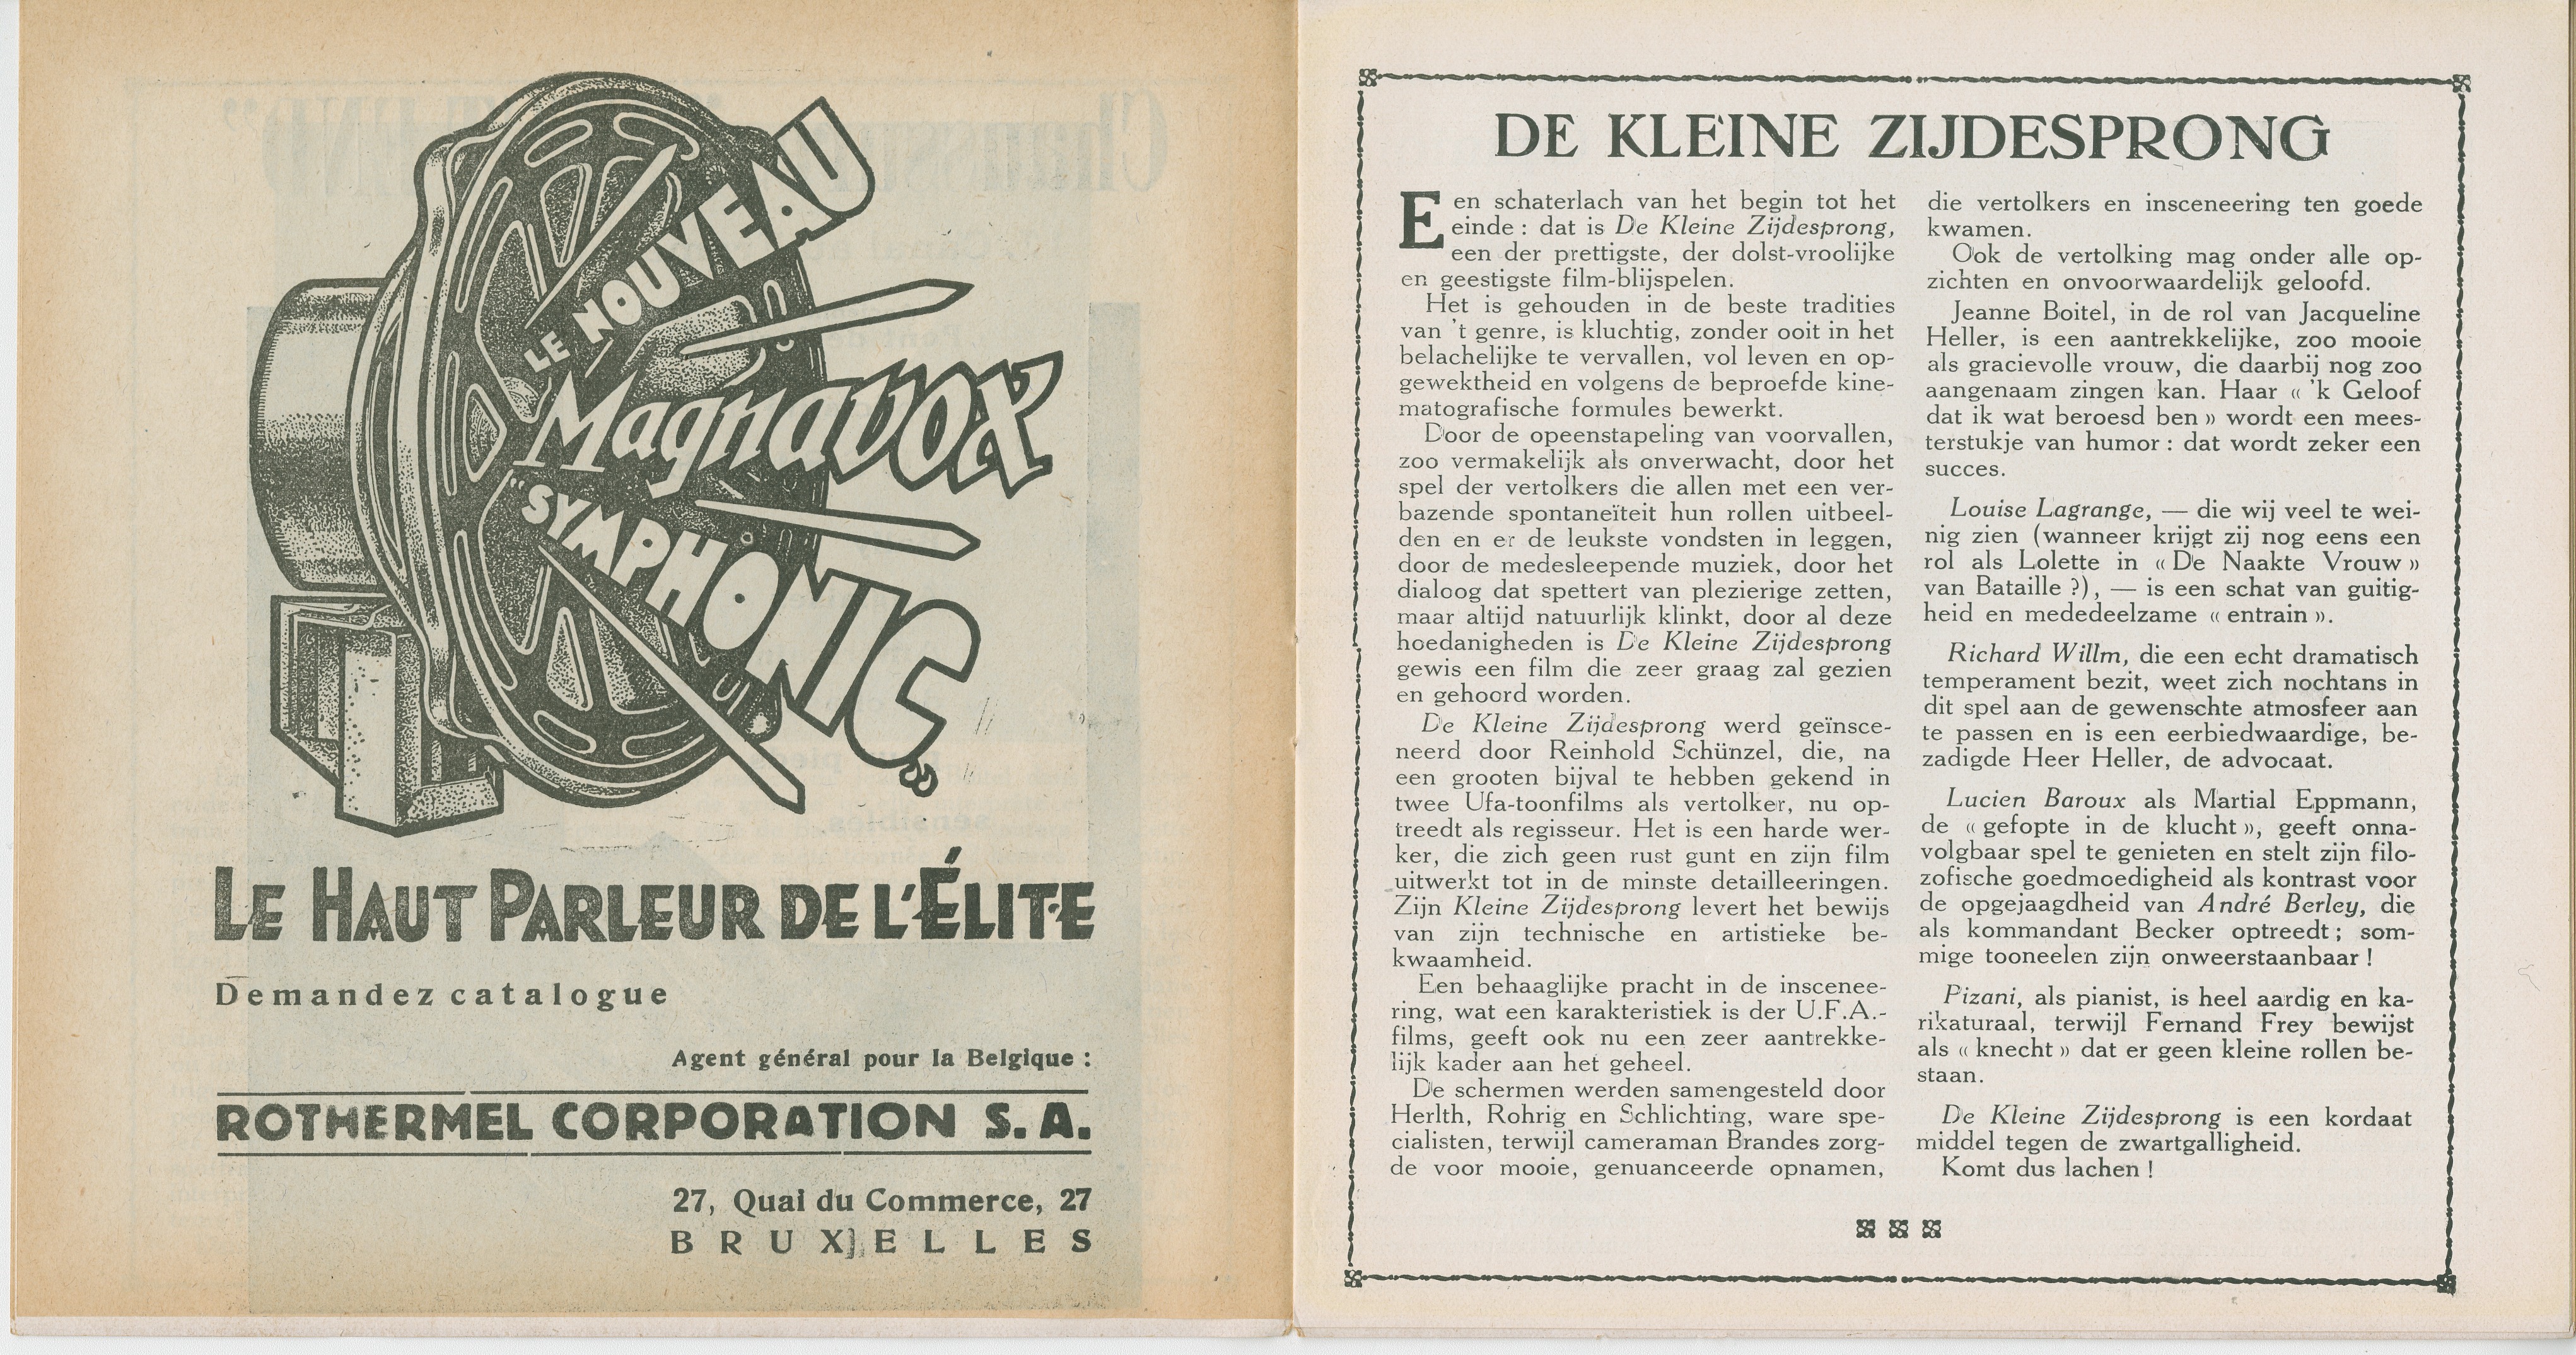 LE NOUVEAU
Magnavox
"SYMPHONIC"
LE HAUT PARLEUR DE L'ÉLITE
Demandez catalogue
Agent général pour la Belgique :
ROTHERMEL CORPORATION S. A.
27, Quai du Commerce, 27
BRUXELLES
DE KLEINE ZIJDESPRONG
Een schaterlach van het begin tot het
einde : dat is De Kleine Zijdesprong,
een der prettigste, der dolst-vroolijke
en geestigste film-blijspelen.
Het is gehouden in de beste tradities
van 't genre, is kluchtig, zonder ooit in het
belachelijke te vervallen, vol leven en op-
gewektheid en volgens de beproefde kine-
matografische formules bewerkt.
Door de opeenstapeling van voorvallen,
zoo vermakelijk als onverwacht, door het
spel der vertolkers die allen met een ver-
bazende spontaneïteit hun rollen uitbeel-
den en er de leukste vondsten in leggen,
door de medesleepende muziek, door het
dialoog dat spettert van plezierige zetten,
maar altijd natuurlijk klinkt, door al deze
hoedanigheden is De Kleine Zijdesprong
gewis een film die zeer graag zal gezien
en gehoord worden.
De Kleine Zijdesprong werd geïnsce-
neerd door Reinhold Schünzel, die, na
een grooten bijval te hebben gekend in
twee Ufa-toonfilms als vertolker, nu op-
treedt als regisseur. Het is een harde wer-
ker, die zich geen rust gunt en zijn film
uitwerkt tot in de minste detailleeringen.
Zijn Kleine Zijdesprong levert het bewijs
van zijn technische en artistieke be-
kwaamheid.
Een behaaglijke pracht in de inscenee-
ring, wat een karakteristiek is der U.F.A.-
films, geeft ook nu een zeer aantrekke-
lijk kader aan het geheel.
De schermen werden samengesteld door
Herlth, Rohrig en Schlichting, ware spe-
cialisten, terwijl cameraman Brandes zorg-
de voor mooie, genuanceerde opnamen,
die vertolkers en insceneering ten goede
kwamen.
Ook de vertolking mag onder alle op-
zichten en onvoorwaardelijk geloofd.
Jeanne Boitel, in de rol van Jacqueline
Heller, is een aantrekkelijke, zoo mooie
als gracievolle vrouw, die daarbij nog zoo
aangenaam zingen kan. Haar « 'k Geloof
dat ik wat beroesd ben » wordt een mees-
terstukje van humor : dat wordt zeker een
succes.
Louise Lagrange, — die wij veel te wei-
nig zien (wanneer krijgt zij nog eens een
rol als Lolette in « De Naakte Vrouw »
van Bataille ?), — is een schat van guitig-
heid en mededeelzame « entrain ».
Richard Willm, die een echt dramatisch
temperament bezit, weet zich nochtans in
dit spel aan de gewenschte atmosfeer aan
te passen en is een eerbiedwaardige, be-
zadigde Heer Heller, de advocaat.
Lucien Baroux als Martial Eppmann,
de « gefopte in de klucht », geeft onna-
volgbaar spel te genieten en stelt zijn filo-
zofische goedmoedigheid als kontrast voor
de opgejaagdheid van André Berley, die
als kommandant Becker optreedt ; som-
mige tooneelen zijn onweerstaanbaar !
Pizani, als pianist, is heel aardig en ka-
rikaturaal, terwijl Fernand Frey bewijst
als « knecht » dat er geen kleine rollen be-
staan.
De Kleine Zijdesprong is een kordaat
middel tegen de zwartgalligheid.
Komt dus lachen !